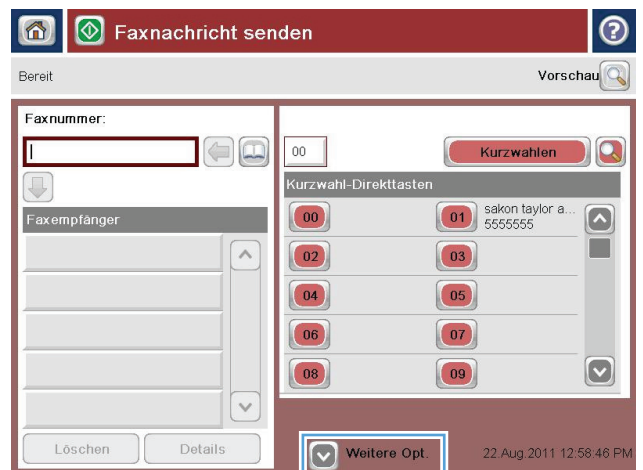 Faxnachricht senden
Bereit
Vorschau
Faxnummer:
00
Kurzwahlen
Kurzwahl-Direkttasten
Faxempfänger
00
01 sakon taylor a...
5555555
02
03
04
05
06
07
08
09
Löschen
Details
Weitere Opt.
22.Aug.2011 12:58:46 PM